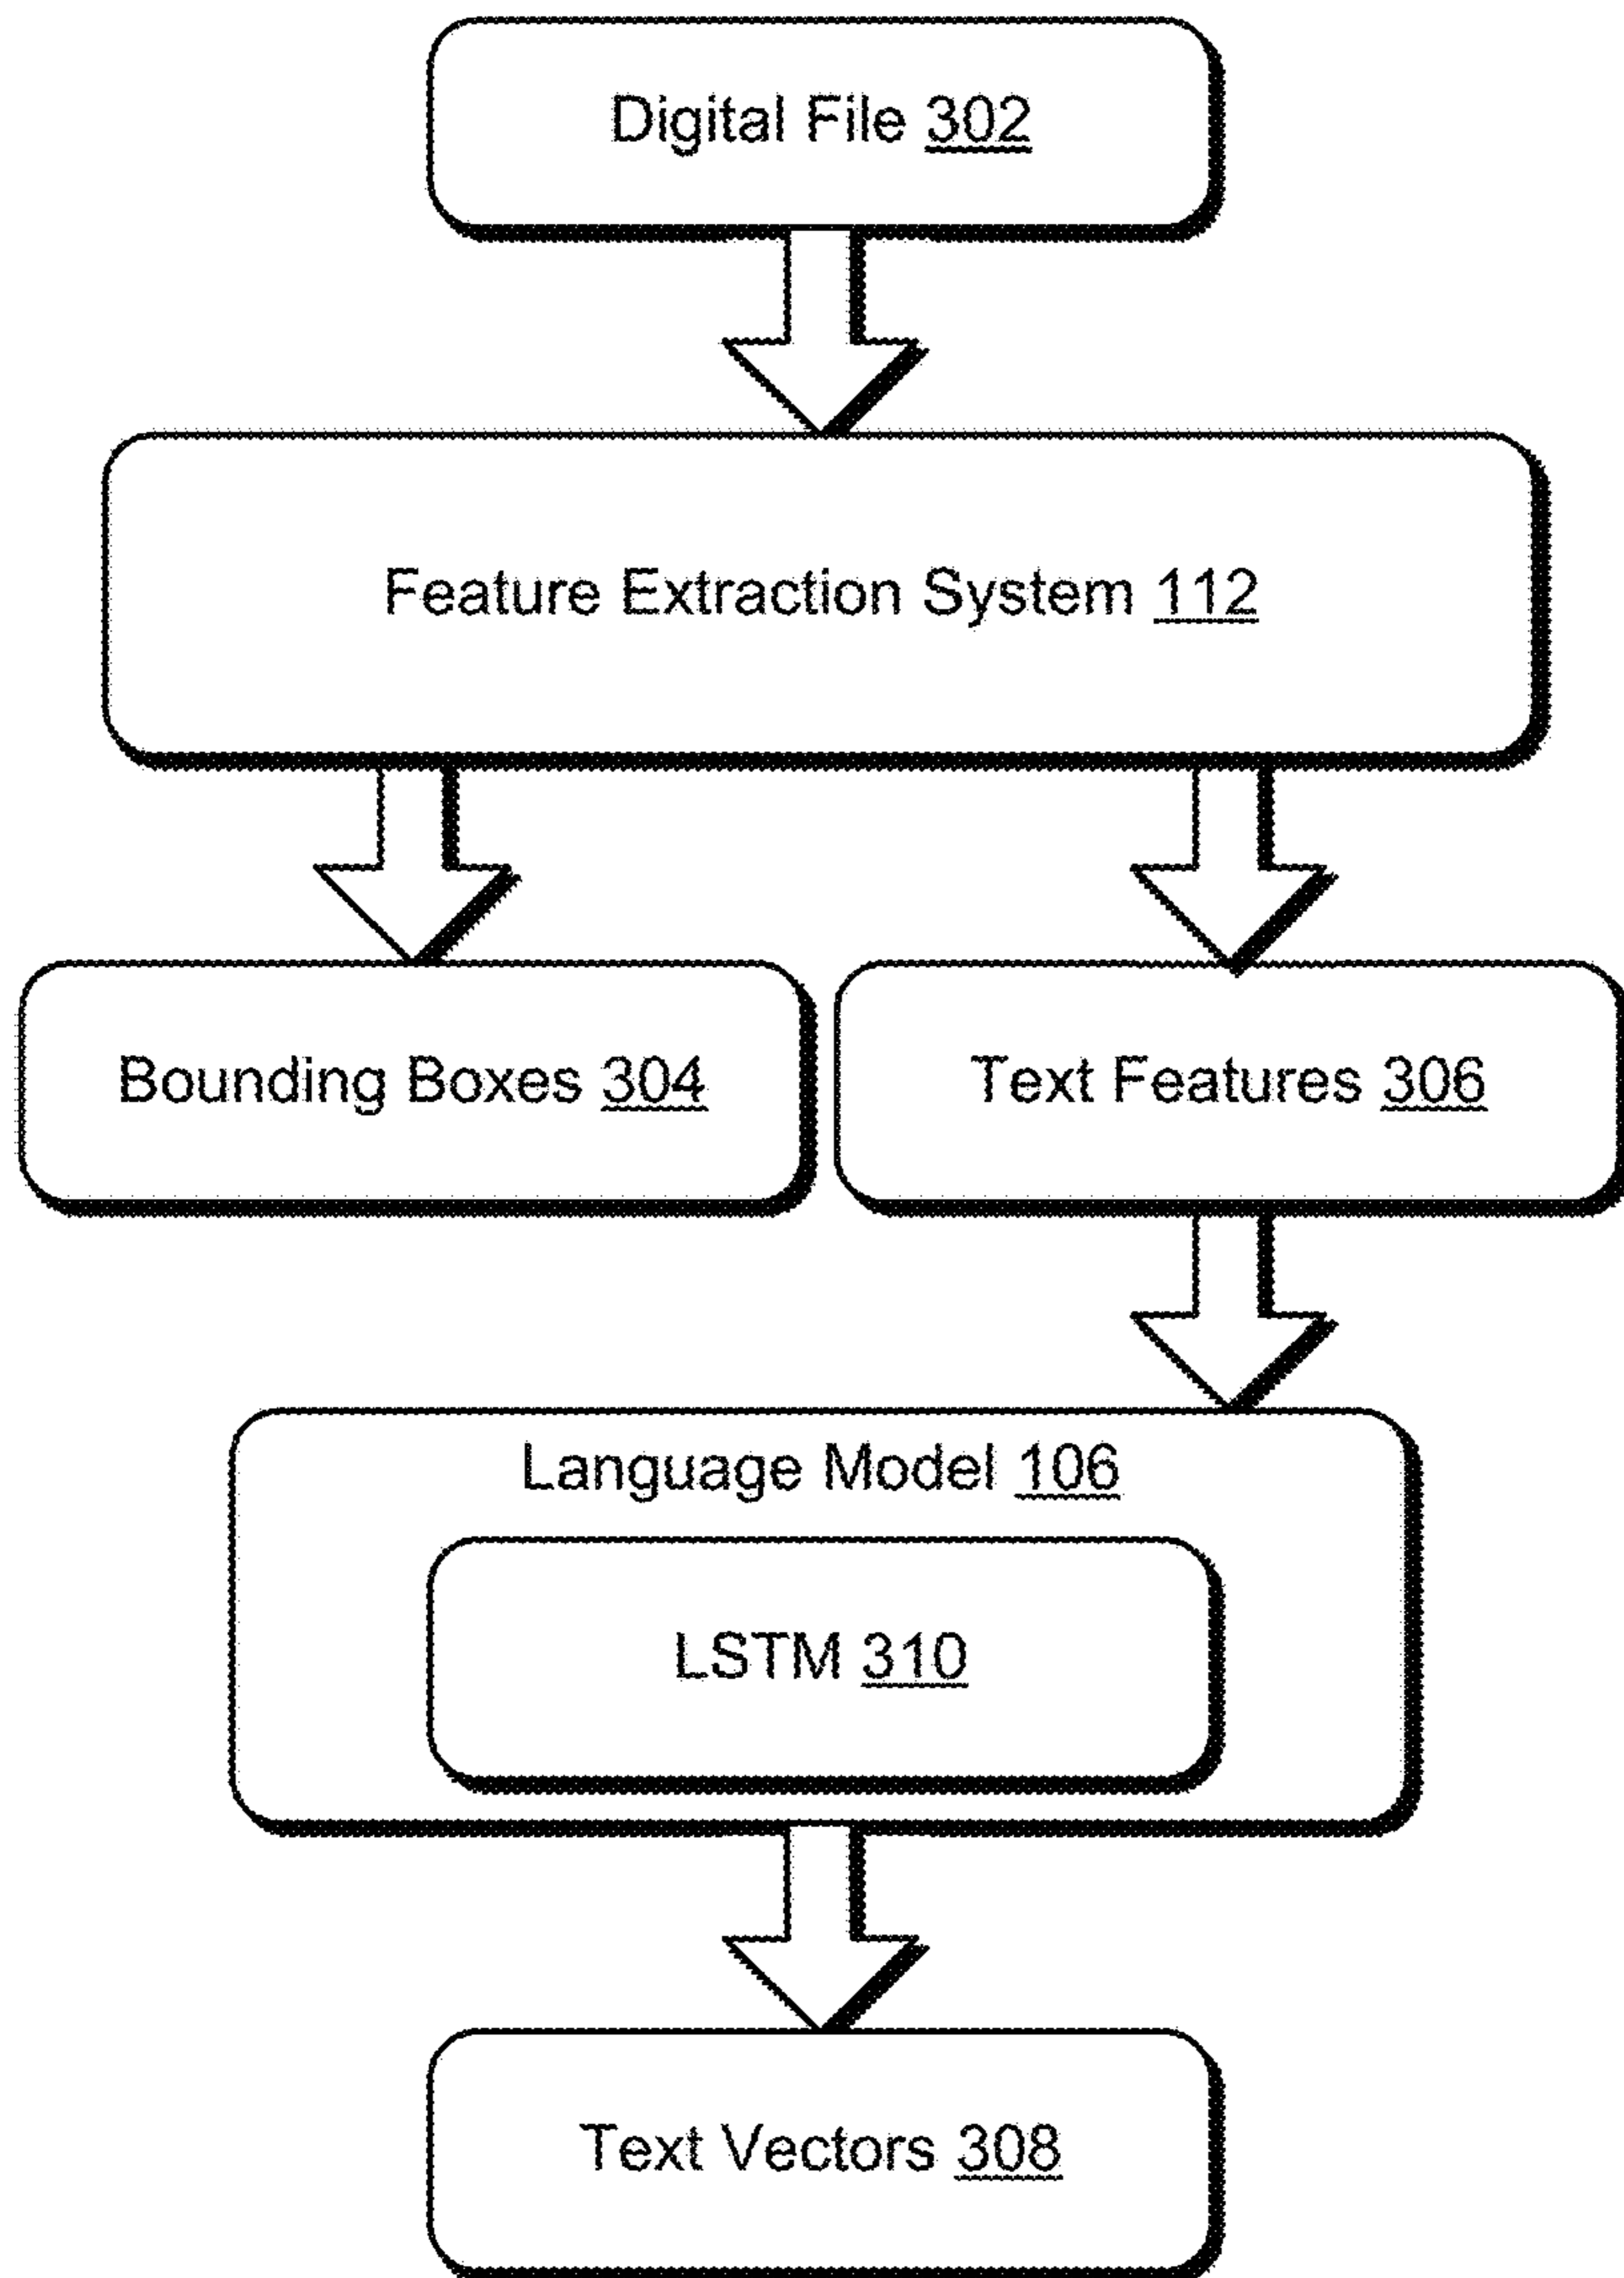 Digital File 302
Feature Extraction System 112
Bounding Boxes 304
Text Features 306
Language Model 106
LSTM 310
Text Vectors 308